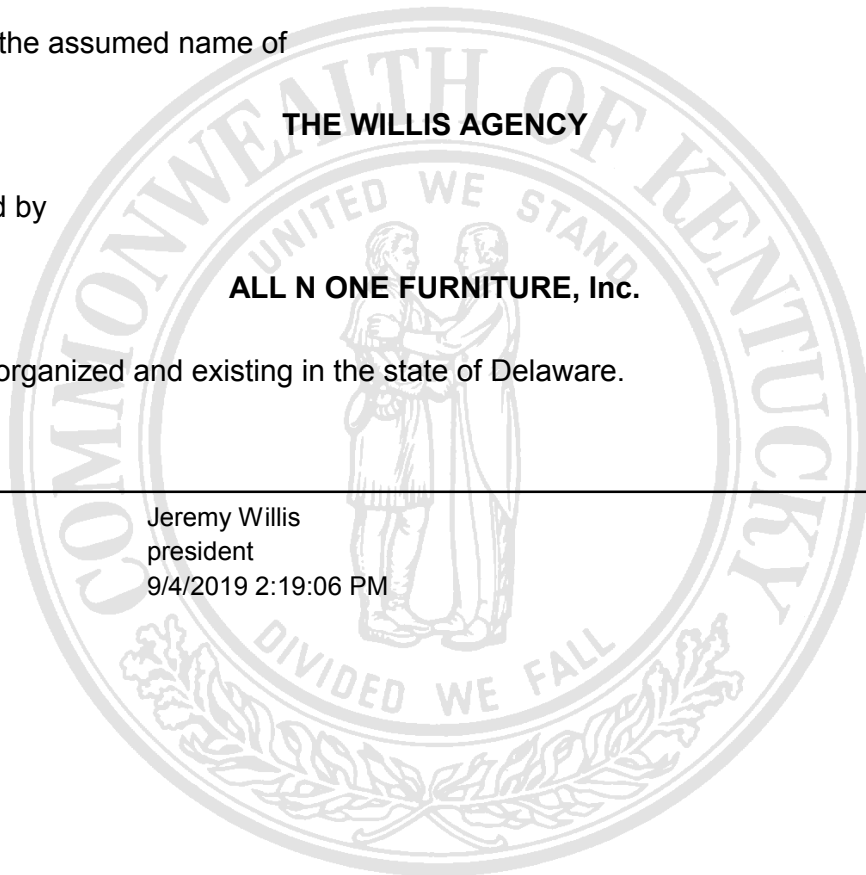 the assumed name of
THE WILLIS AGENCY
d by
ALL N ONE FURNITURE, Inc.
organized and existing in the state of Delaware.
Jeremy Willis
president
9/4/2019 2:19:06 PM
COMMONWEALTH OF KENTUCKY
UNITED WE STAND
DIVIDED WE FALL